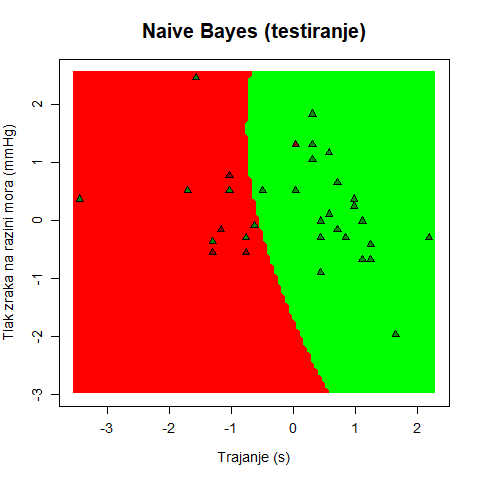 Naive Bayes (testiranje)
Tlak zraka na razini mora (mmHg)
2
1
0
-1
-2
-3
-3 -2 -1 0 1 2
Trajanje (s)